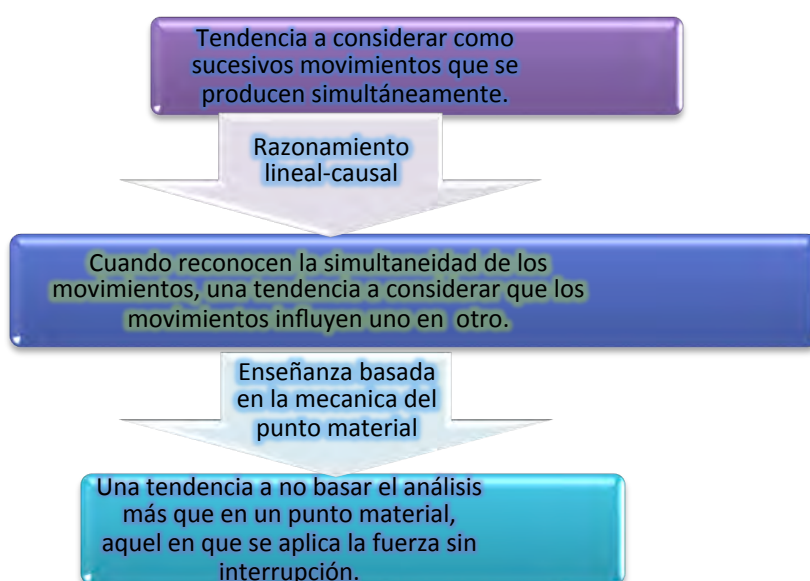 Tendencia a considerar como
sucesivos movimientos que se
producen simultáneamente.
Razonamiento
lineal-causal
Cuando reconocen la simultaneidad de los
movimientos, una tendencia a considerar que los
movimientos influyen uno en otro.
Enseñanza basada
en la mecanica del
punto material
Una tendencia a no basar el análisis
más que en un punto material,
aquel en que se aplica la fuerza sin
interrupción.